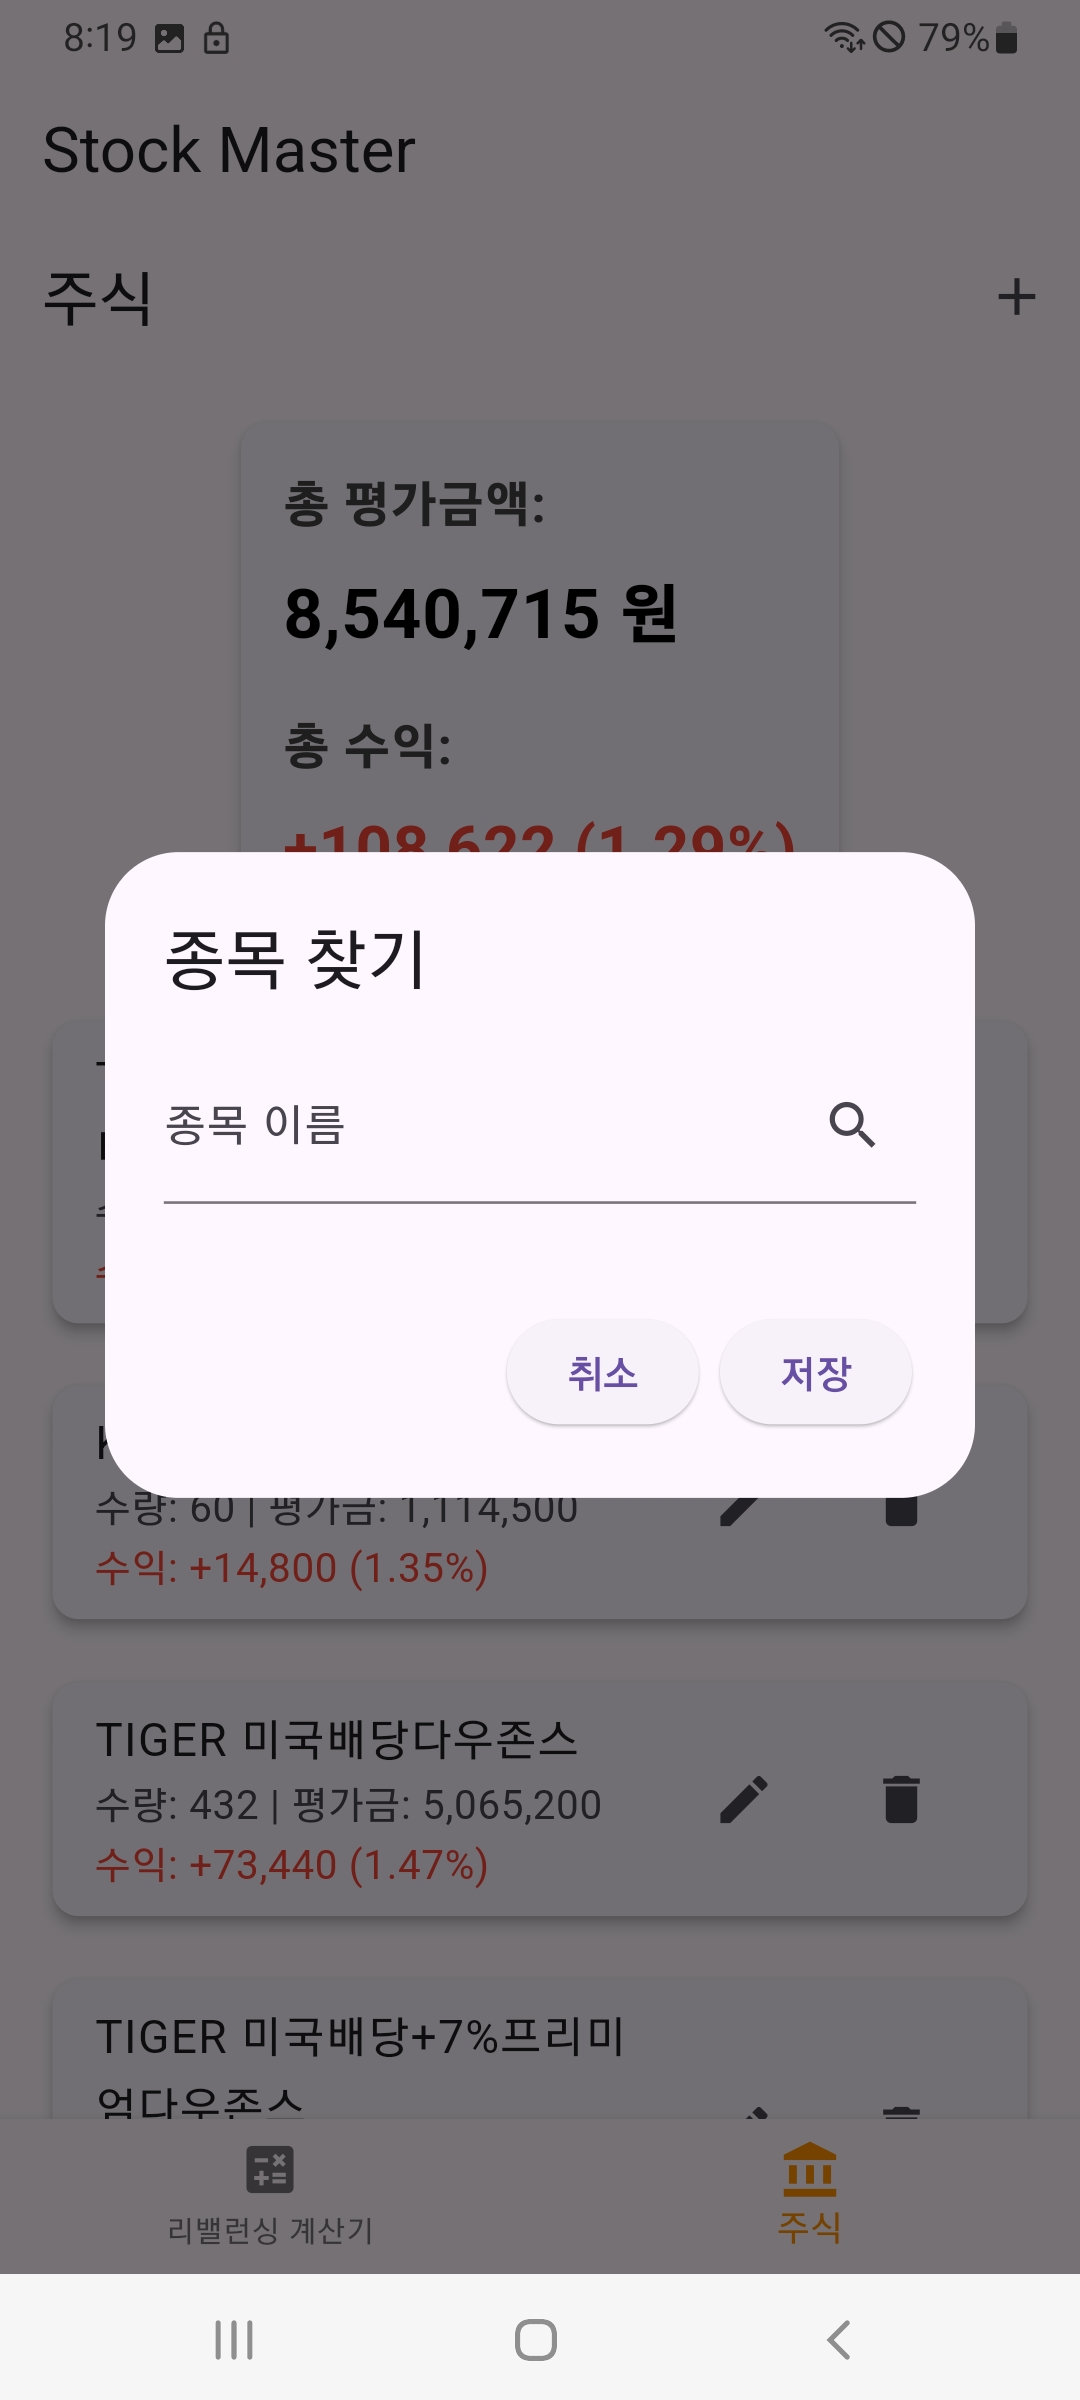 8:19
79%
Stock Master
주식
총 평가금액:
8,540,715 원
총 수익:
+108,622 (1.29%)
종목 찾기
종목 이름
취소 저장
수량: 60 | 평가금: 1,114,500
수익: +14,800 (1.35%)
TIGER 미국배당다우존스
수량: 432 | 평가금: 5,065,200
수익: +73,440 (1.47%)
TIGER 미국배당+7%프리미
엄다우존스
리밸런싱 계산기
주식